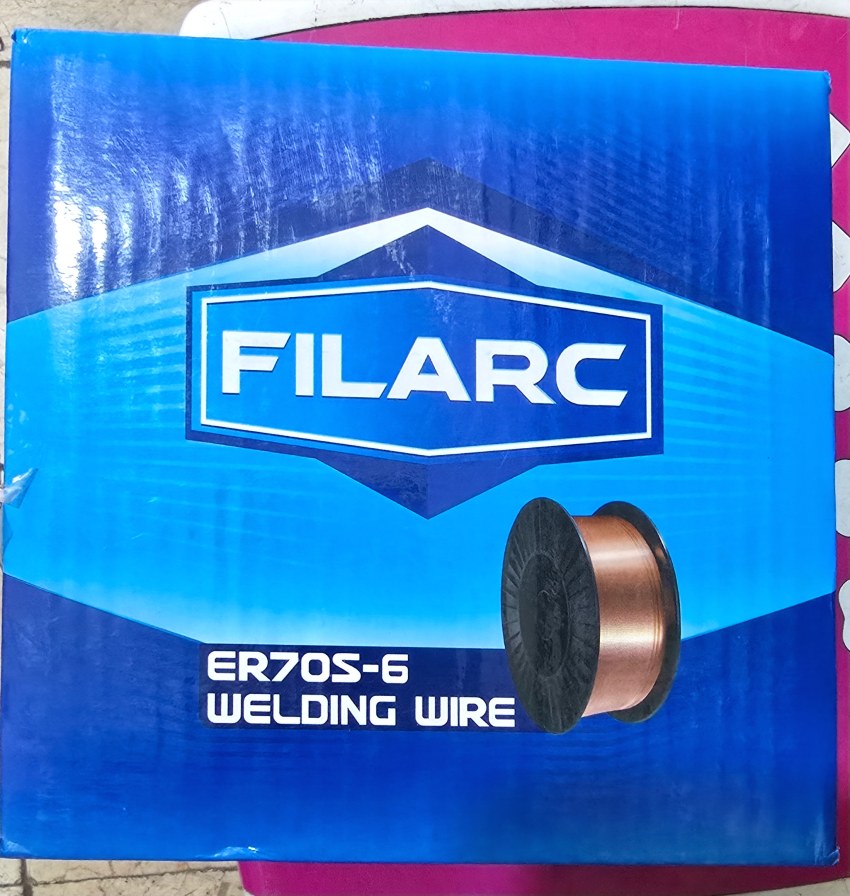 FILARC
ER70S-6
WELDING WIRE